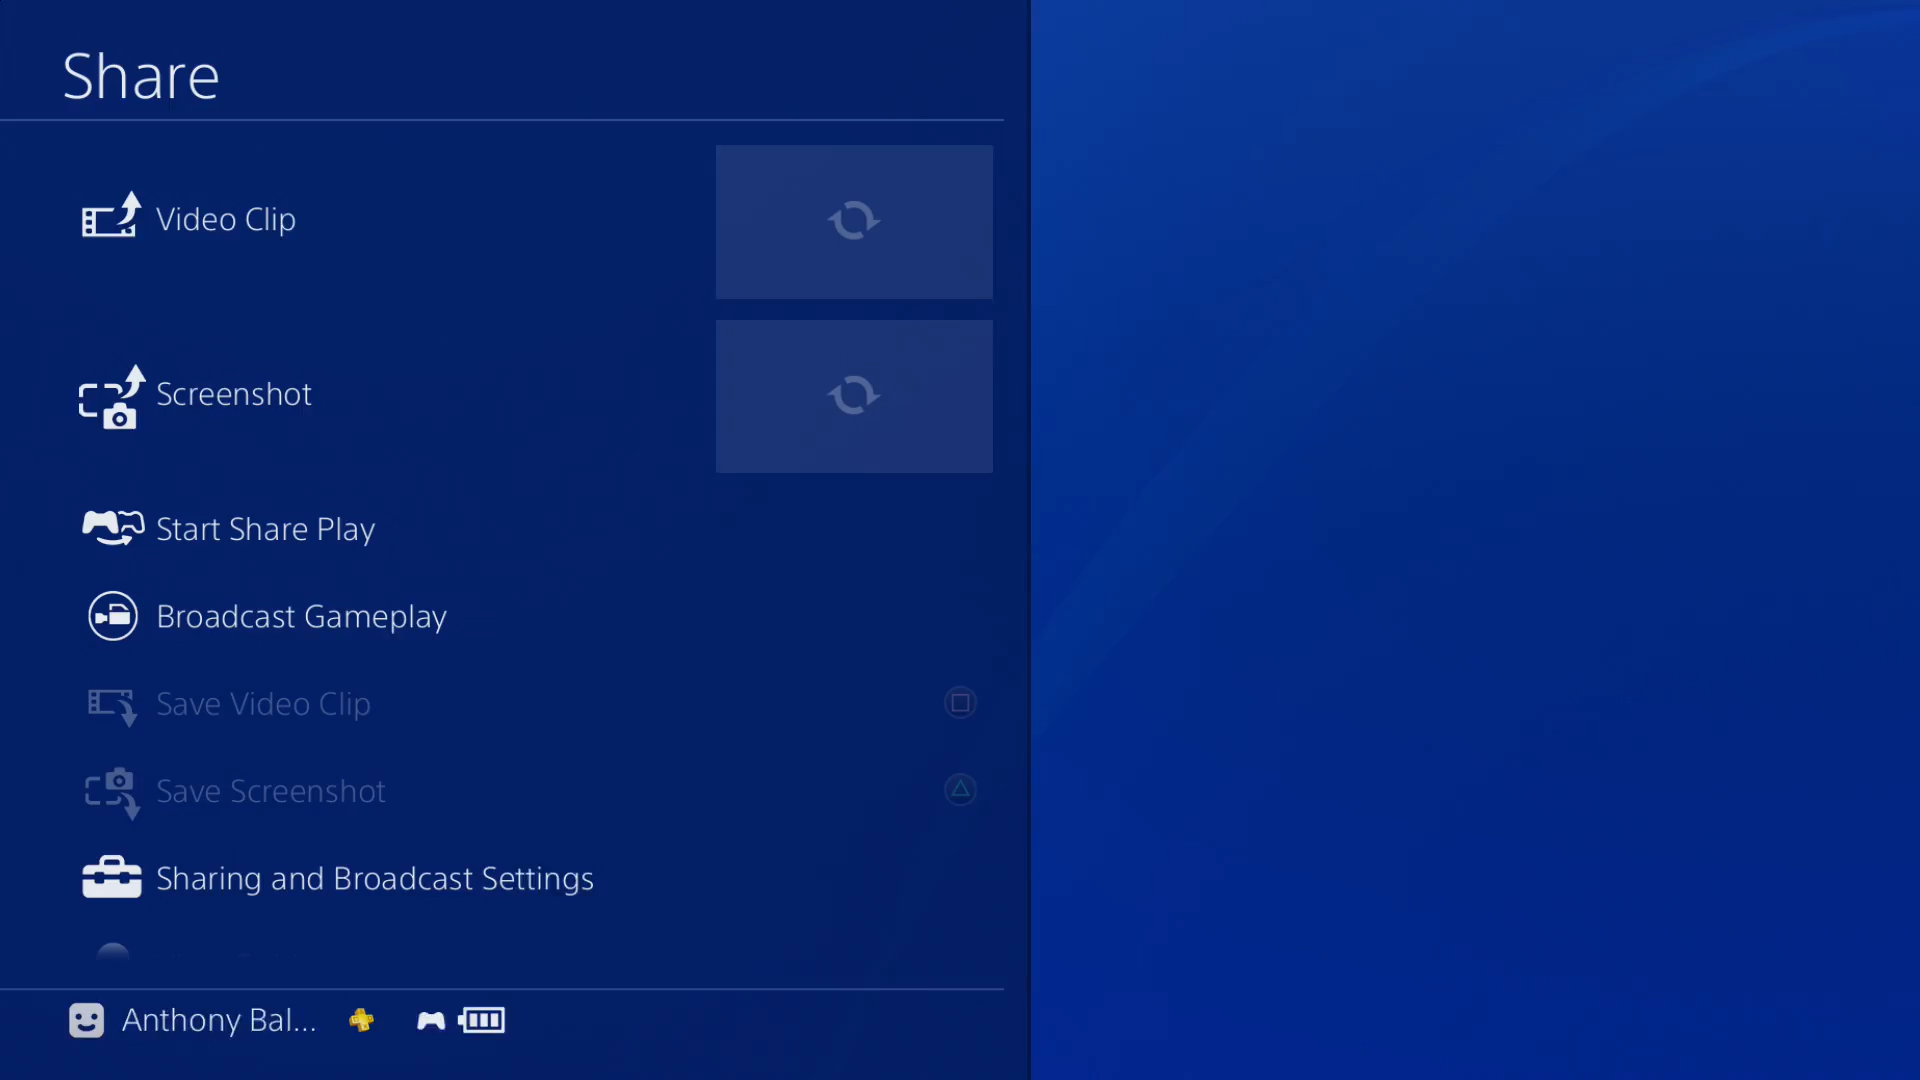 Share
Video Clip
Screenshot
Start Share Play
Broadcast Gameplay
Save Video Clip
Save Screenshot
Sharing and Broadcast Settings
Anthony Bal...